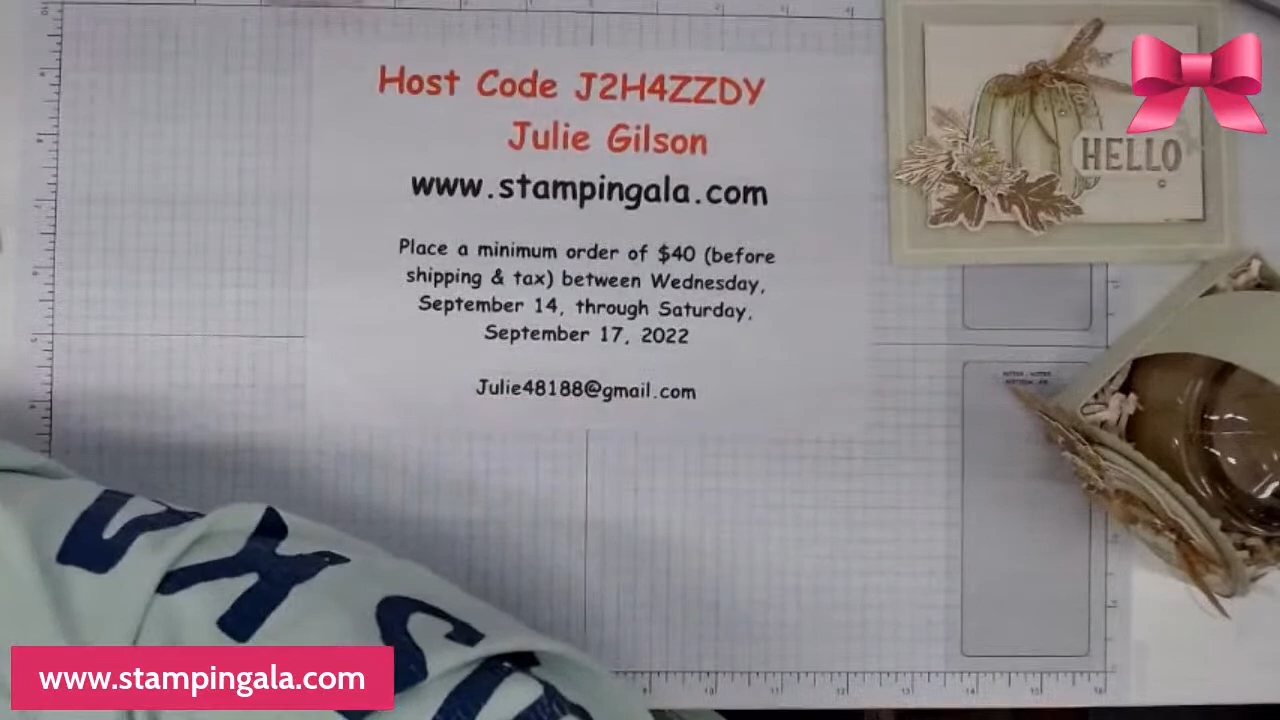 Host Code J2H4ZZDY
Julie Gilson
www.stampingala.com
Place a minimum order of $40 (before
shipping & tax) between Wednesday,
September 14, through Saturday,
September 17, 2022
Julie48188@gmail.com
HELLO
www.stampingala.com